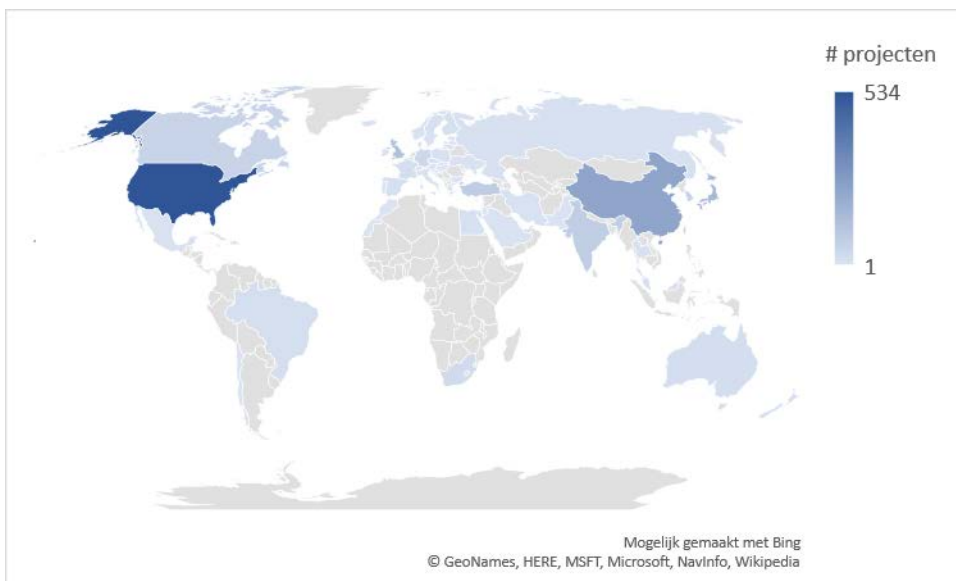 # projecten
534
1
Mogelijk gemaakt met Bing
© GeoNames, HERE, MSFT, Microsoft, NavInfo, Wikipedia